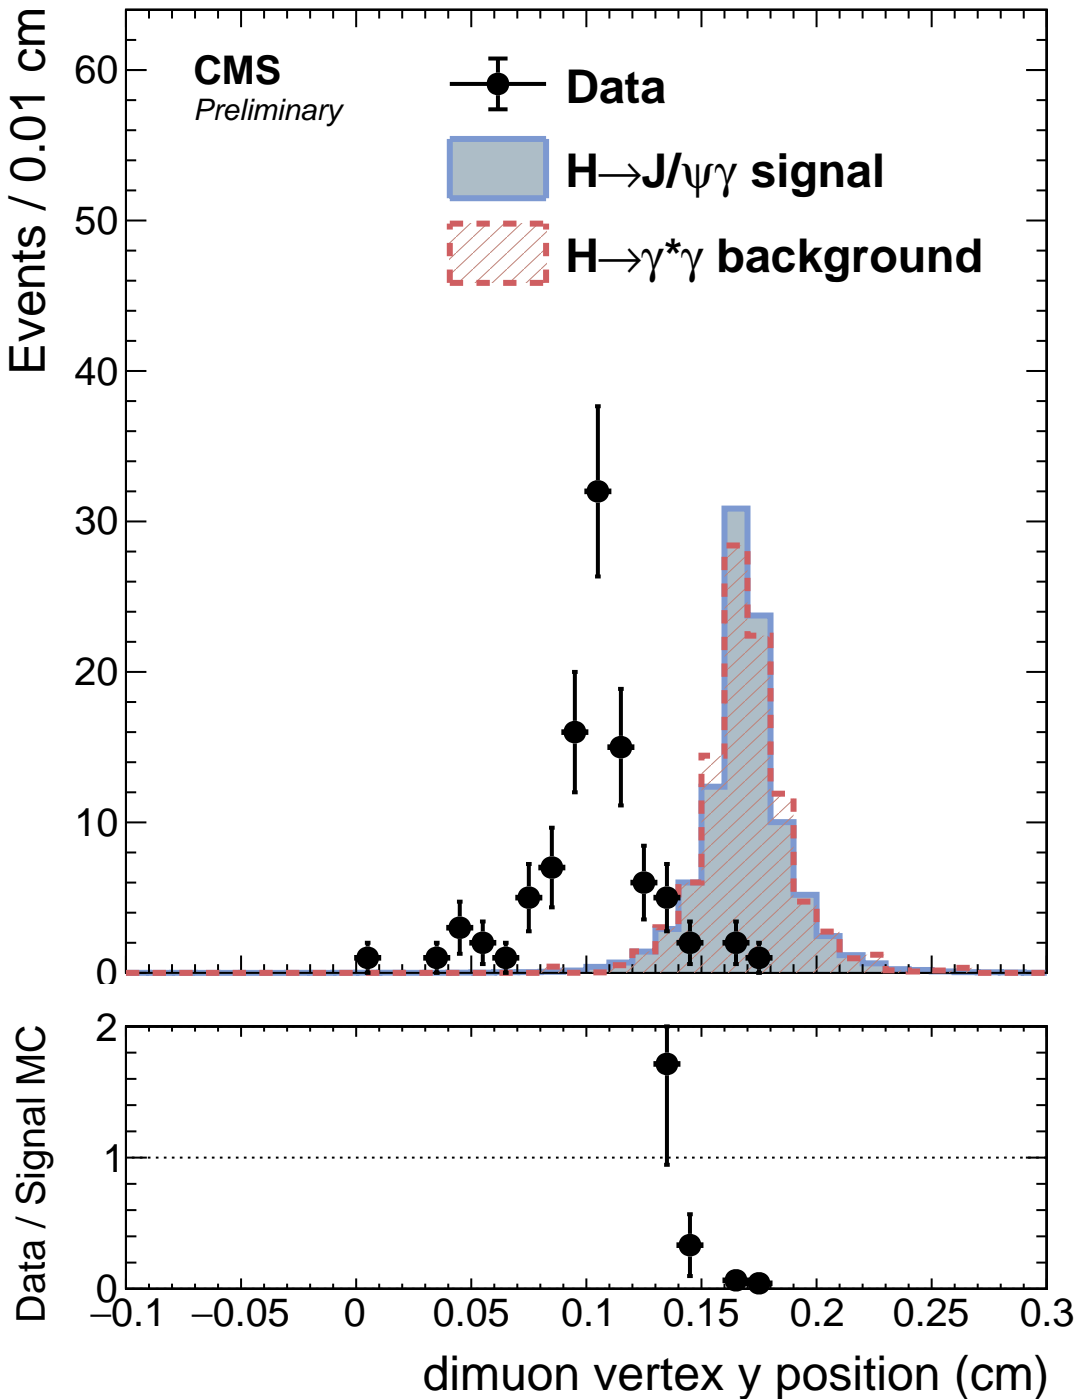 CMS
Preliminary
Data
H→J/ψγ signal
H→γ*γ background
Events / 0.01 cm
60
50
40
30
20
10
0
Data / Signal MC
2
1
0
−0.1 −0.05 0 0.05 0.1 0.15 0.2 0.25 0.3
dimuon vertex y position (cm)